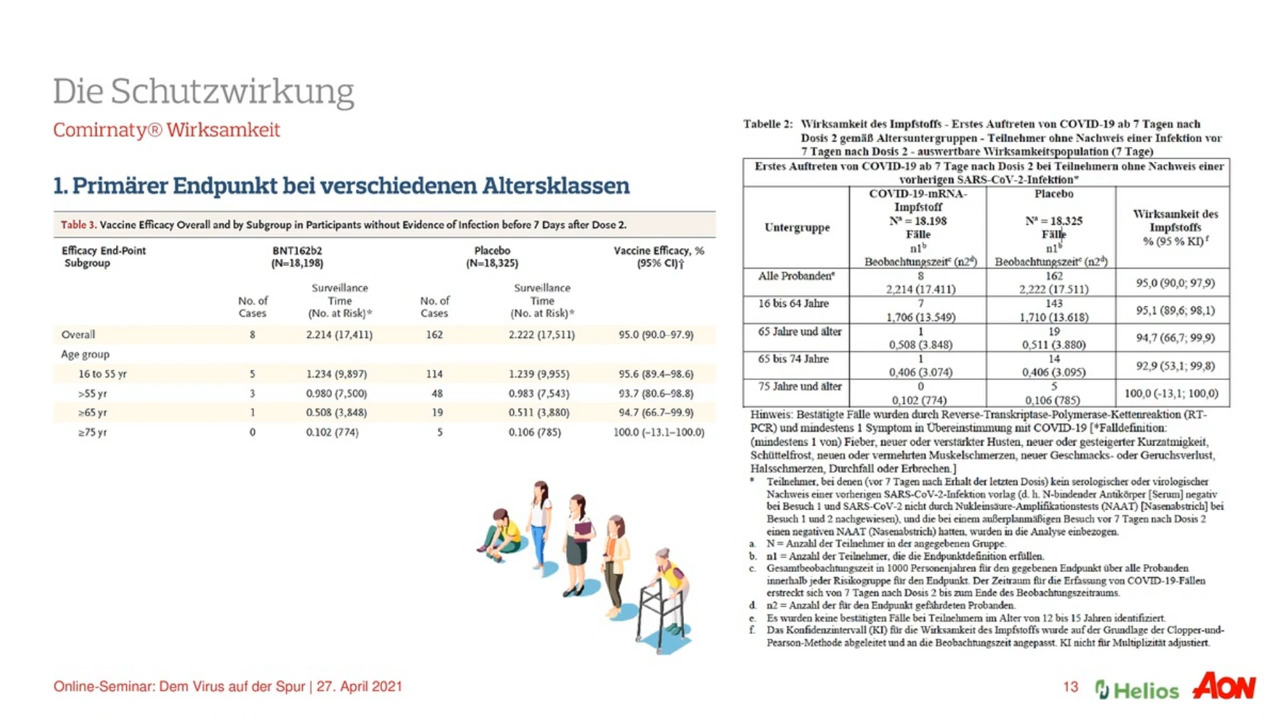 Die Schutzwirkung
Comirnaty® Wirksamkeit
1. Primärer Endpunkt bei verschiedenen Altersklassen
Table 3. Vaccine Efficacy Overall and by Subgroup in Participants without Evidence of Infection before 7 Days after Dose 2.
Efficacy End-Point Subgroup BNT162b2 (N=18,198) Placebo (N=18,325) Vaccine Efficacy, % (95% CI)†
No. of Cases Surveillance Time (No. at Risk)* No. of Cases Surveillance Time (No. at Risk)*
Overall 8 2.214 (17,411) 162 2.222 (17,511) 95.0 (90.0–97.9)
Age group
16 to 55 yr 5 1.234 (9,897) 114 1.239 (9,955) 95.6 (89.4–98.6)
>55 yr 3 0.980 (7,500) 48 0.983 (7,543) 93.7 (80.6–98.8)
≥65 yr 1 0.508 (3,848) 19 0.511 (3,880) 94.7 (66.7–99.9)
≥75 yr 0 0.102 (774) 5 0.106 (785) 100.0 (−13.1–100.0)
Tabelle 2: Wirksamkeit des Impfstoffs - Erstes Auftreten von COVID-19 ab 7 Tagen nach
Dosis 2 gemäß Altersuntergruppen - Teilnehmer ohne Nachweis einer Infektion vor
7 Tagen nach Dosis 2 - auswertbare Wirksamkeitspopulation (7 Tage)
Erstes Auftreten von COVID-19 ab 7 Tage nach Dosis 2 bei Teilnehmern ohne Nachweis einer
vorherigen SARS-CoV-2-Infektion*
Untergruppe
COVID-19-mRNA-
Impfstoff
Nᵃ = 18.198
Fälle
n1ᵇ
Beobachtungszeitᶜ (n2ᵈ)
Placebo
Nᵃ = 18.325
Fälle
n1ᵇ
Beobachtungszeitᶜ (n2ᵈ)
Wirksamkeit des
Impfstoffs
% (95 % KI)ᶠ
Alle Probandenᵉ 8 162 95,0 (90,0; 97,9)
2,214 (17.411) 2,222 (17.511)
16 bis 64 Jahre 7 143 95,1 (89,6; 98,1)
1,706 (13.549) 1,710 (13.618)
65 Jahre und älter 1 19 94,7 (66,7; 99,9)
0,508 (3.848) 0,511 (3.880)
65 bis 74 Jahre 1 14 92,9 (53,1; 99,8)
0,406 (3.074) 0,406 (3.095)
75 Jahre und älter 0 5 100,0 (-13,1; 100,0)
0,102 (774) 0,106 (785)
Hinweis: Bestätigte Fälle wurden durch Reverse-Transkriptase-Polymerase-Kettenreaktion (RT-
PCR) und mindestens 1 Symptom in Übereinstimmung mit COVID-19 [*Falldefinition:
(mindestens 1 von) Fieber, neuer oder verstärkter Husten, neuer oder gesteigerter Kurzatmigkeit,
Schüttelfrost, neuen oder vermehrten Muskelschmerzen, neuer Geschmacks- oder Geruchsverlust,
Halsschmerzen, Durchfall oder Erbrechen.]
* Teilnehmer, bei denen (vor 7 Tagen nach Erhalt der letzten Dosis) kein serologischer oder virologischer
Nachweis einer vorherigen SARS-CoV-2-Infektion vorlag (d. h. N-bindender Antikörper [Serum] negativ
bei Besuch 1 und SARS-CoV-2 nicht durch Nukleinsäure-Amplifikationstests (NAAT) [Nasenabstrich] bei
Besuch 1 und 2 nachgewiesen), und die bei einem außerplanmäßigen Besuch vor 7 Tagen nach Dosis 2
einen negativen NAAT (Nasenabstrich) hatten, wurden in die Analyse einbezogen.
a. N = Anzahl der Teilnehmer in der angegebenen Gruppe.
b. n1 = Anzahl der Teilnehmer, die die Endpunktdefinition erfüllen.
c. Gesamtbeobachtungszeit in 1000 Personenjahren für den gegebenen Endpunkt über alle Probanden
innerhalb jeder Risikogruppe für den Endpunkt. Der Zeitraum für die Erfassung von COVID-19-Fällen
erstreckt sich von 7 Tagen nach Dosis 2 bis zum Ende des Beobachtungszeitraums.
d. n2 = Anzahl der für den Endpunkt gefährdeten Probanden.
e. Es wurden keine bestätigten Fälle bei Teilnehmern im Alter von 12 bis 15 Jahren identifiziert.
f. Das Konfidenzintervall (KI) für die Wirksamkeit des Impfstoffs wurde auf der Grundlage der Clopper-und-
Pearson-Methode abgeleitet und an die Beobachtungszeit angepasst. KI nicht für Multiplizität adjustiert.
Online-Seminar: Dem Virus auf der Spur | 27. April 2021
13
Helios
AON